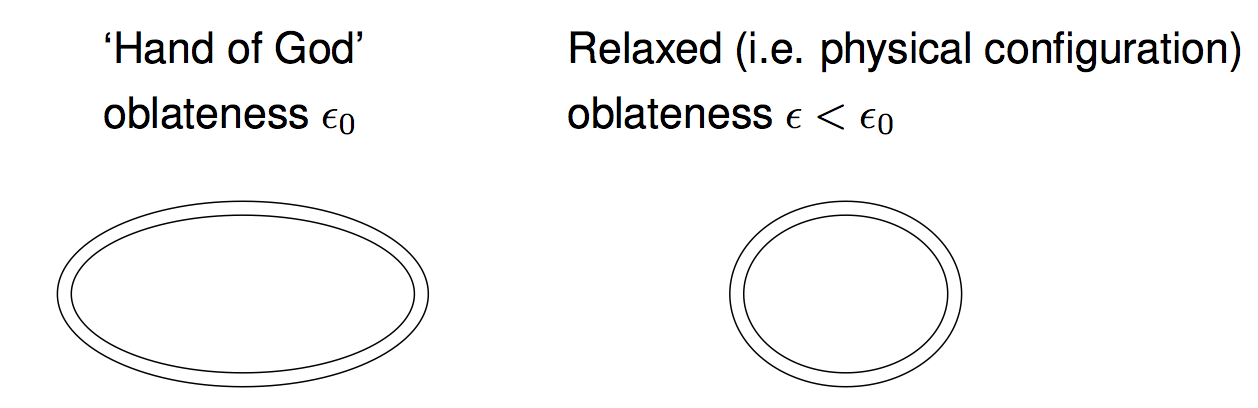 ‘Hand of God’
oblateness ϵ₀
Relaxed (i.e. physical configuration)
oblateness ϵ < ϵ₀